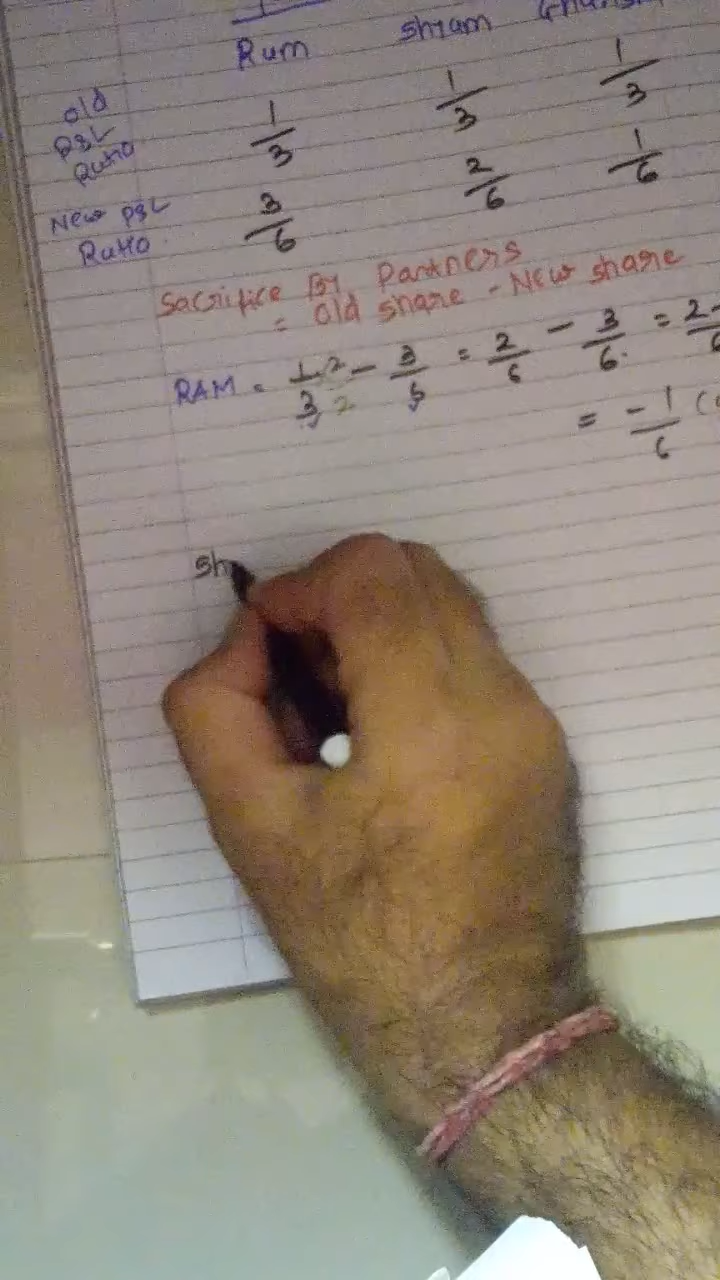 Ram Shyam
Old 1/3 1/3 1/3
P&L
Ratio
New P&L 3/6 2/6 1/6
Ratio
Sacrifice By Partners
= Old share - New share
RAM = 1/3 2/2 - 3/6 = 2/6 - 3/6 =
= -1/6
Sh